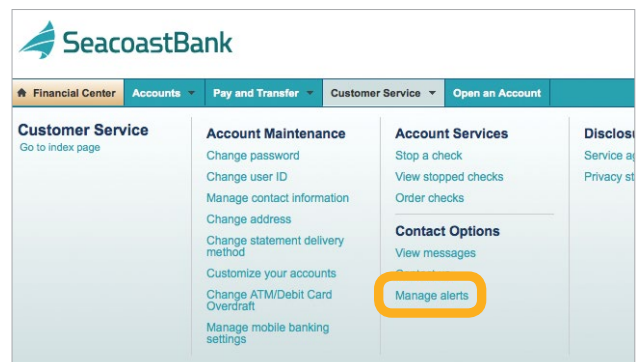 SeacoastBank
Financial Center Accounts Pay and Transfer Customer Service Open an Account
Customer Service
Go to index page
Account Maintenance
Change password
Change user ID
Manage contact information
Change address
Change statement delivery
method
Customize your accounts
Change ATM/Debit Card
Overdraft
Manage mobile banking
settings
Account Services
Stop a check
View stopped checks
Order checks
Contact Options
View messages
Manage alerts
Service
Privacy